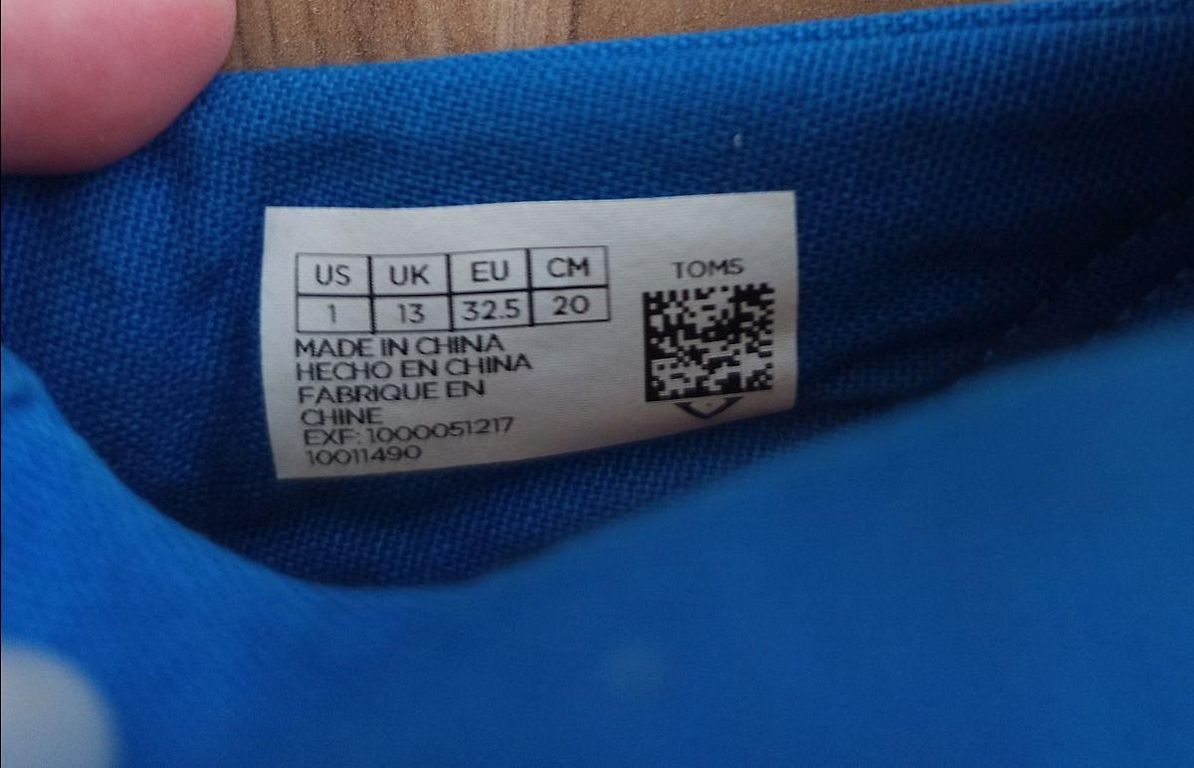 US UK EU CM
1 13 32.5 20
MADE IN CHINA
HECHO EN CHINA
FABRIQUE EN
CHINE
EXF: 1000051217
10011490
TOMS